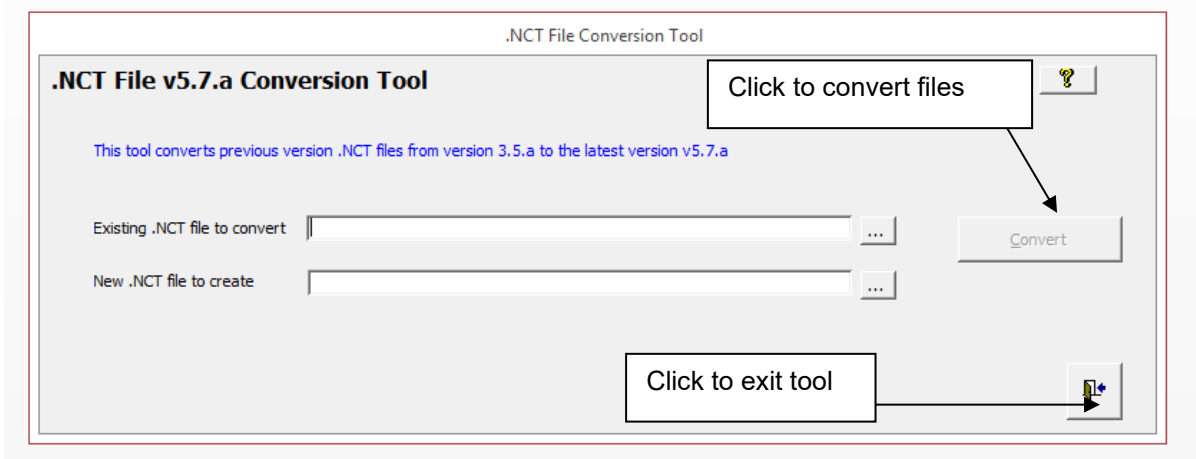 .NCT File Conversion Tool
.NCT File v5.7.a Conversion Tool
Click to convert files
?
This tool converts previous version .NCT files from version 3.5.a to the latest version v5.7.a
Existing .NCT file to convert
...
Convert
New .NCT file to create
...
Click to exit tool